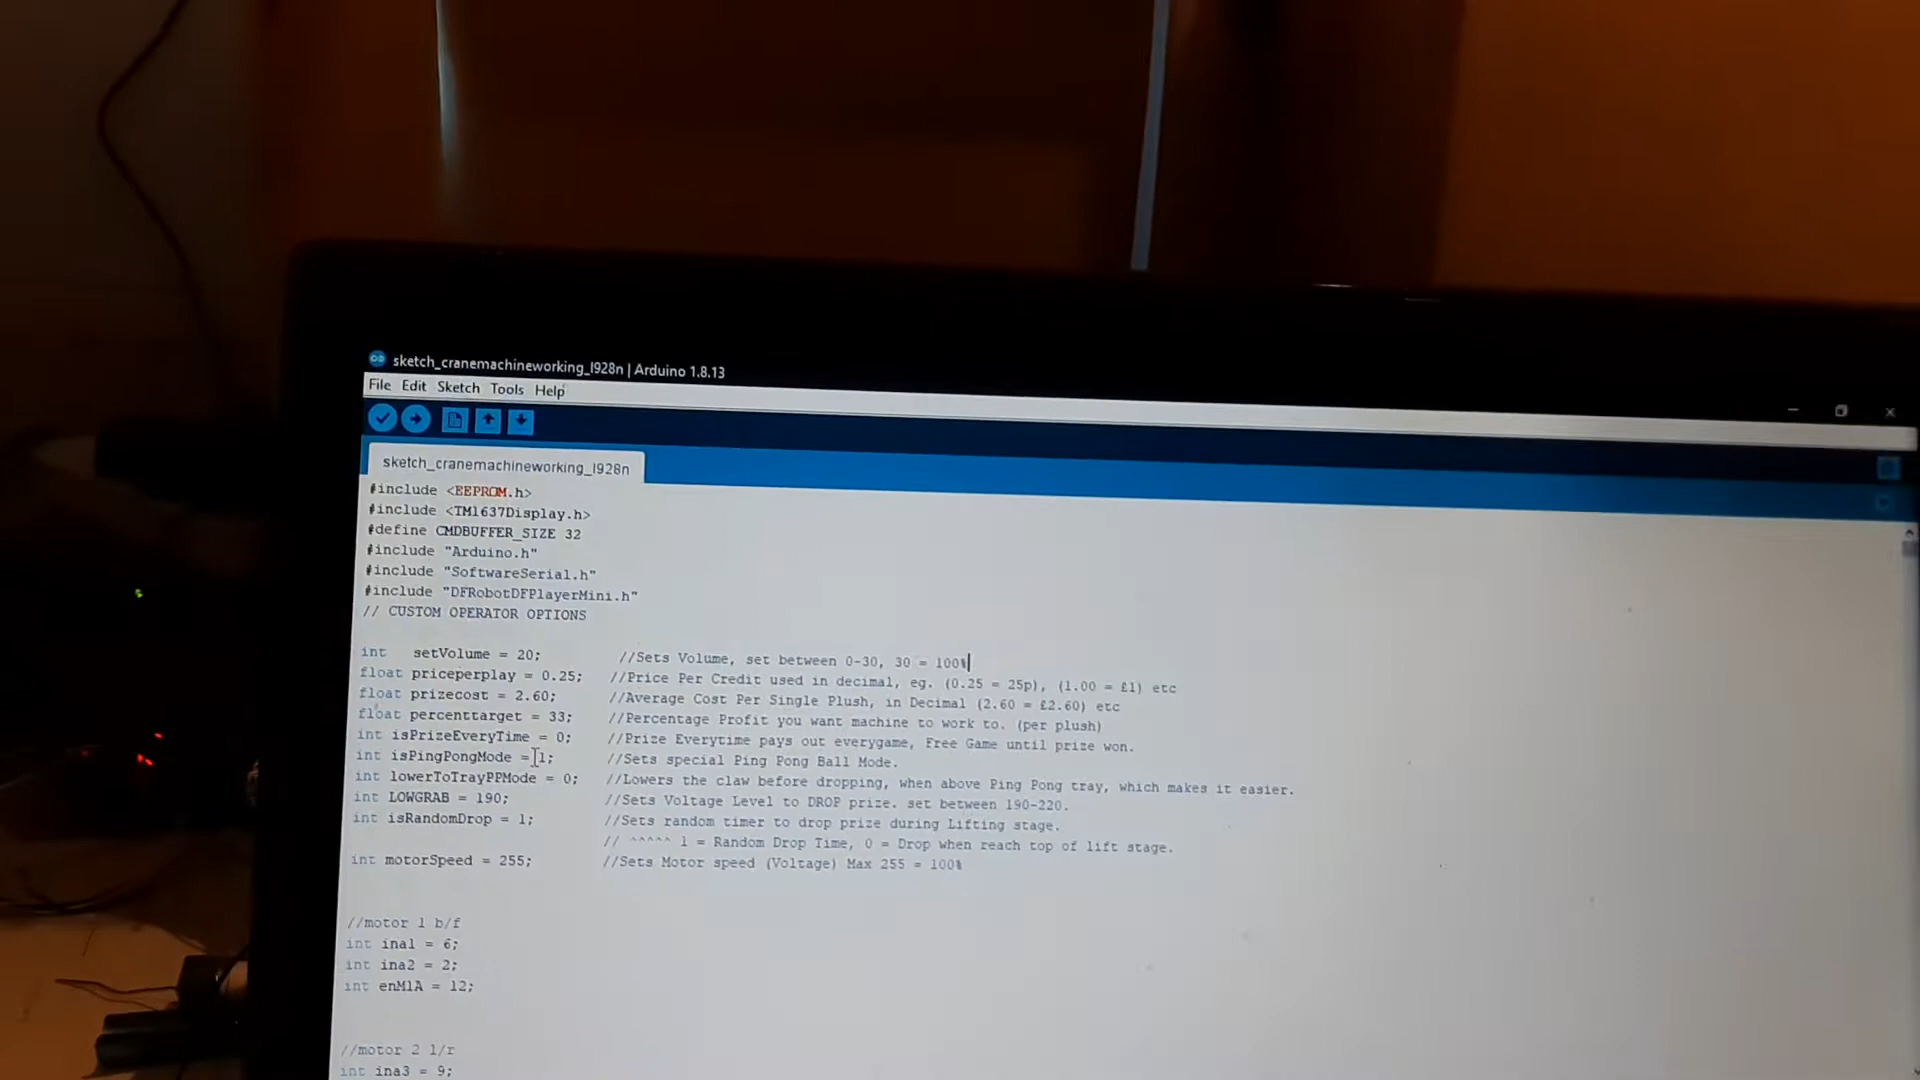 sketch_cranemachineworking_l928n | Arduino 1.8.13
File Edit Sketch Tools Help
sketch_cranemachineworking_l928n
#include <EEPROM.h>
#include <TM1637Display.h>
#define CMDBUFFER_SIZE 32
#include "Arduino.h"
#include "SoftwareSerial.h"
#include "DFRobotDFPlayerMini.h"
// CUSTOM OPERATOR OPTIONS
int setVolume = 20; //Sets Volume, set between 0-30, 30 = 100%
float priceperplay = 0.25; //Price Per Credit used in decimal, eg. (0.25 = 25p), (1.00 = £1) etc
float prizecost = 2.60; //Average Cost Per Single Plush, in Decimal (2.60 = £2.60) etc
float percenttarget = 33; //Percentage Profit you want machine to work to. (per plush)
int isPrizeEveryTime = 0; //Prize Everytime pays out everygame, Free Game until prize won.
int isPingPongMode = 1; //Sets special Ping Pong Ball Mode.
int lowerToTrayPPMode = 0; //Lowers the claw before dropping, when above Ping Pong tray, which makes it easier.
int LOWGRAB = 190; //Sets Voltage Level to DROP prize. set between 190-220.
int isRandomDrop = 1; //Sets random timer to drop prize during Lifting stage.
// ^^^^^ 1 = Random Drop Time, 0 = Drop when reach top of lift stage.
int motorSpeed = 255; //Sets Motor speed (Voltage) Max 255 = 100%
//motor 1 b/f
int ina1 = 6;
int ina2 = 2;
int enM1A = 12;
//motor 2 l/r
int ina3 = 9;